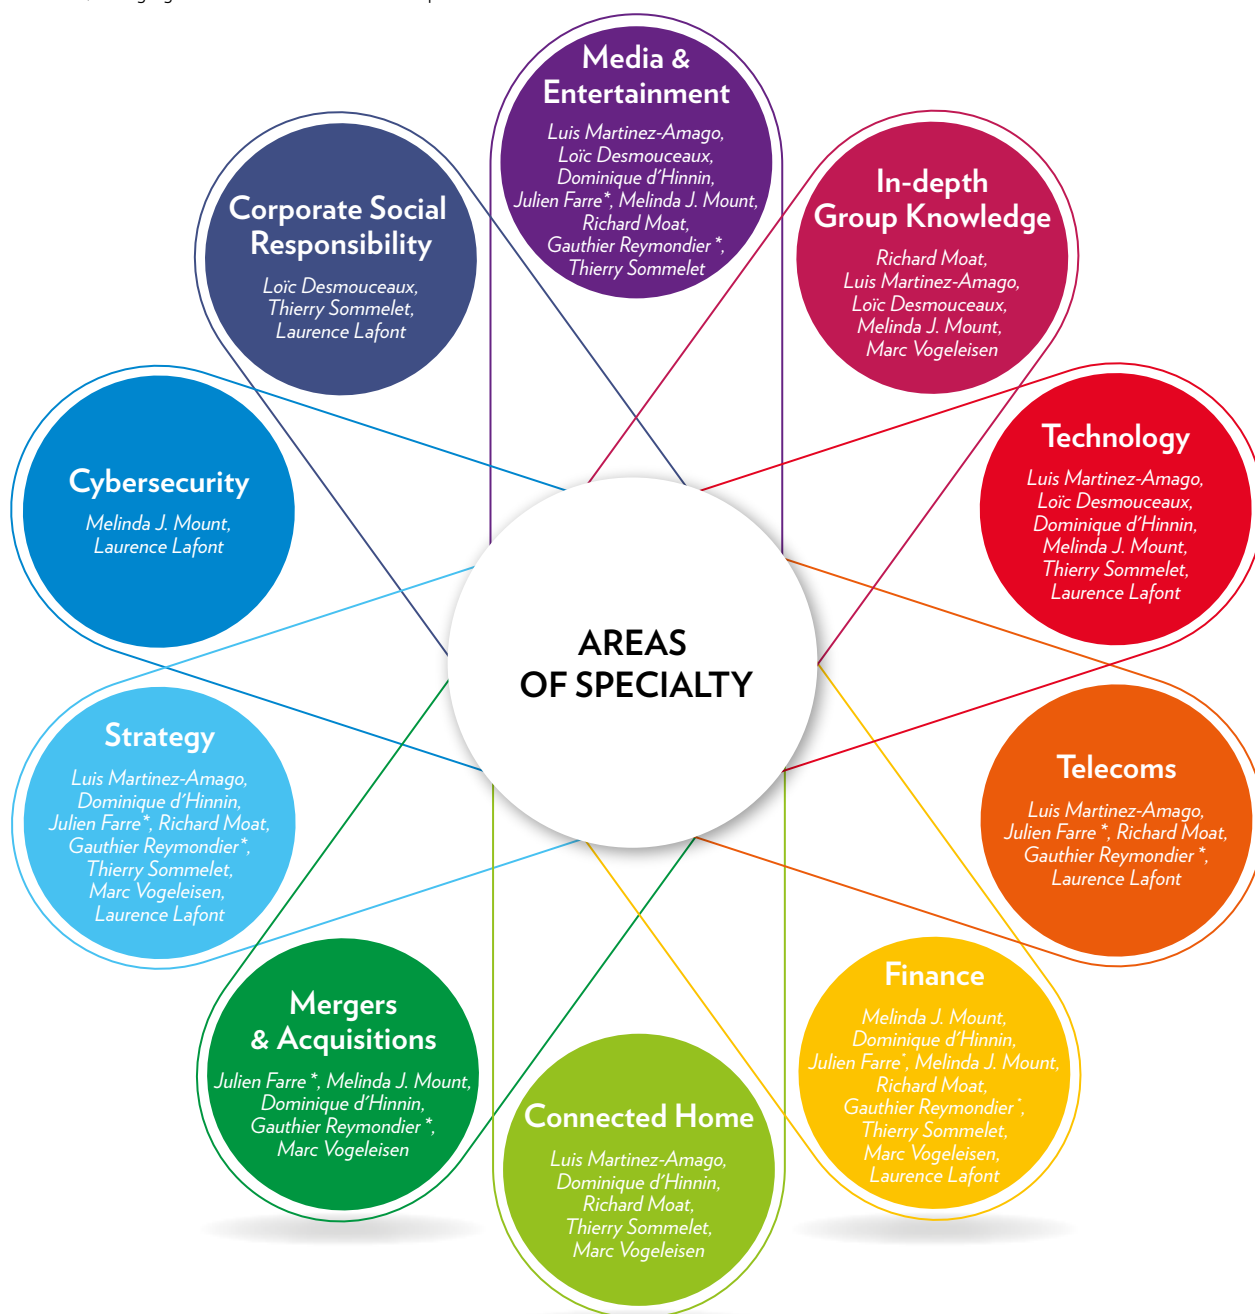 Media &
Entertainment
Luis Martinez-Amago,
Loïc Desmouceaux,
Dominique d'Hinnin,
Julien Farre*, Melinda J. Mount,
Richard Moat,
Gauthier Reymondier*,
Thierry Sommelet
In-depth
Group Knowledge
Richard Moat,
Luis Martinez-Amago,
Loïc Desmouceaux,
Melinda J. Mount,
Marc Vogeleisen
Corporate Social
Responsibility
Loïc Desmouceaux,
Thierry Sommelet,
Laurence Lafont
Technology
Luis Martinez-Amago,
Loïc Desmouceaux,
Dominique d'Hinnin,
Melinda J. Mount,
Thierry Sommelet,
Laurence Lafont
Cybersecurity
Melinda J. Mount,
Laurence Lafont
AREAS
OF SPECIALTY
Strategy
Luis Martinez-Amago,
Dominique d'Hinnin,
Julien Farre*, Richard Moat,
Gauthier Reymondier*,
Thierry Sommelet,
Marc Vogeleisen,
Laurence Lafont
Telecoms
Luis Martinez-Amago,
Julien Farre*, Richard Moat,
Gauthier Reymondier*,
Laurence Lafont
Mergers
& Acquisitions
Julien Farre*, Melinda J. Mount,
Dominique d'Hinnin,
Gauthier Reymondier*,
Marc Vogeleisen
Finance
Melinda J. Mount,
Dominique d'Hinnin,
Julien Farre*, Melinda J. Mount,
Richard Moat,
Gauthier Reymondier*,
Thierry Sommelet,
Marc Vogeleisen,
Laurence Lafont
Connected Home
Luis Martinez-Amago,
Dominique d'Hinnin,
Richard Moat,
Thierry Sommelet,
Marc Vogeleisen